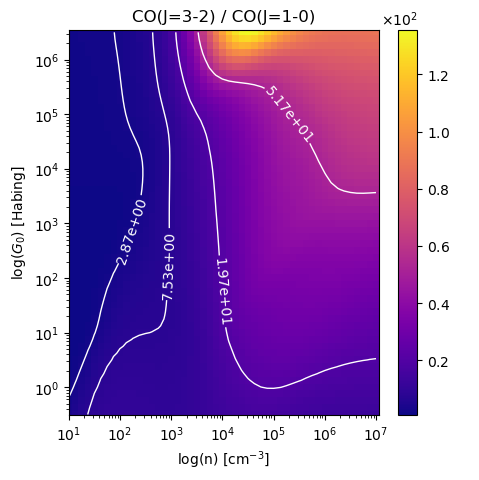 CO(J=3-2) / CO(J=1-0)
×10²
log(G₀) [Habing]
10⁶
10⁵
10⁴
10³
10²
10¹
10⁰
5.17e+01
2.87e+00
7.53e+00
1.97e+01
1.2
1.0
0.8
0.6
0.4
0.2
10¹ 10² 10³ 10⁴ 10⁵ 10⁶ 10⁷
log(n) [cm⁻³]